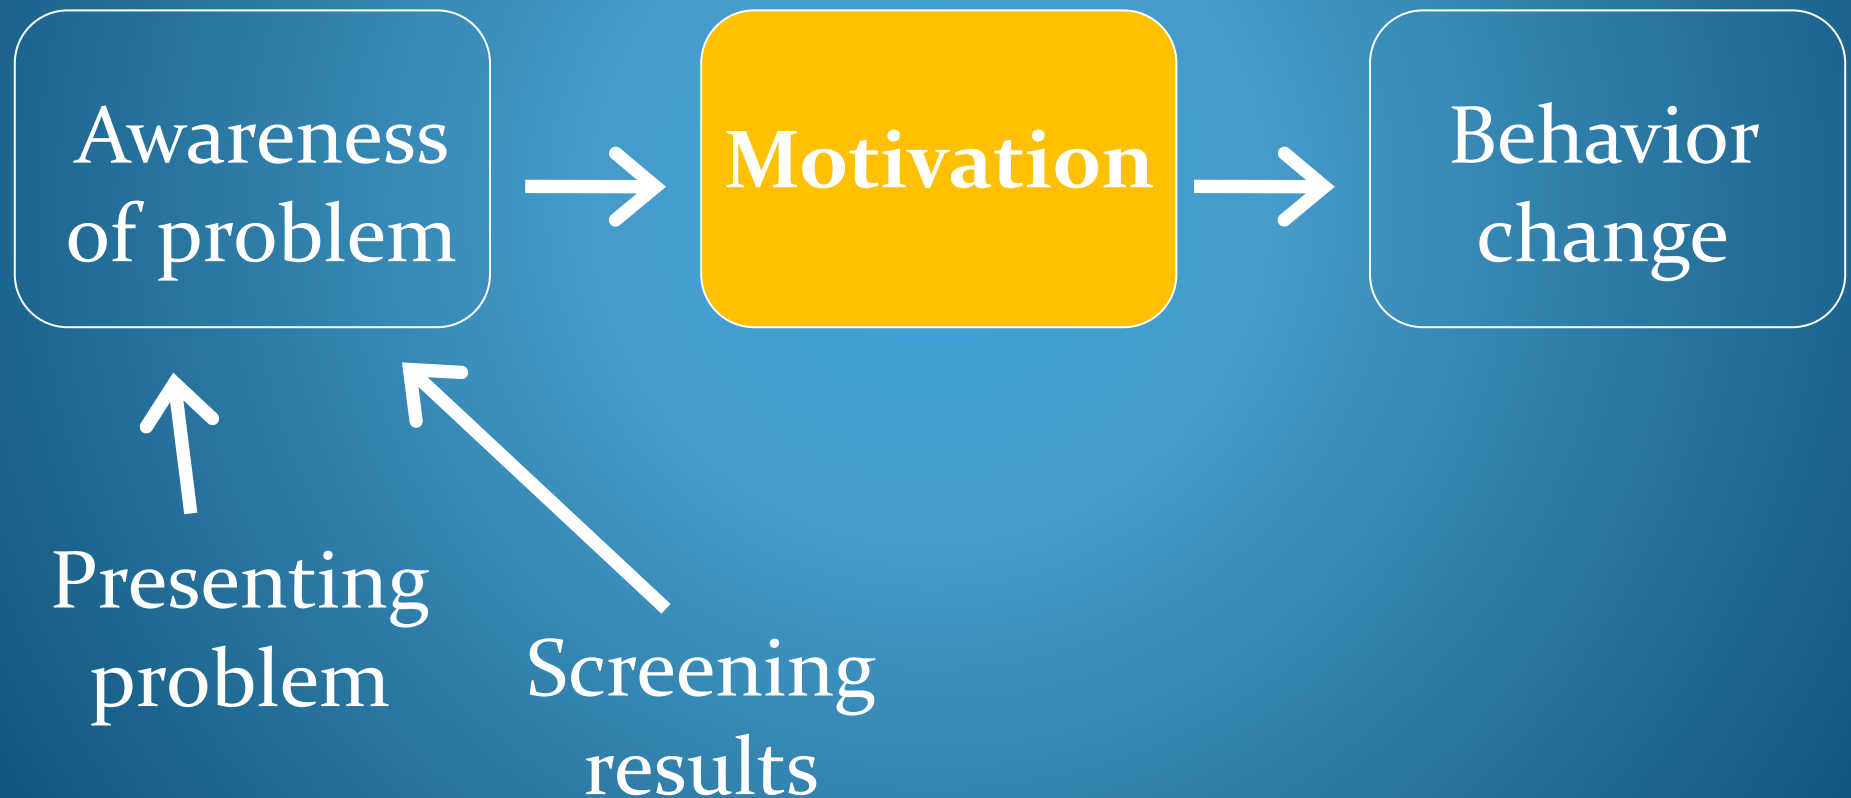 Awareness
of problem
Motivation
Behavior
change
Presenting
problem
Screening
results